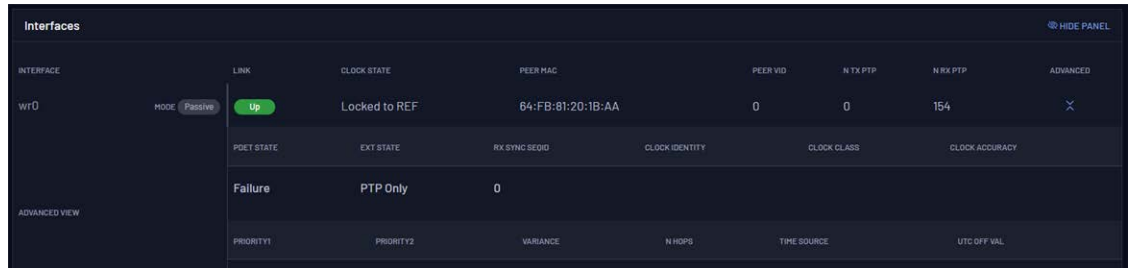 Interfaces HIDE PANEL
INTERFACE LINK CLOCK STATE PEER MAC PEER VID N TX PTP N RX PTP ADVANCED
wr0 MODE Passive Up Locked to REF 64:FB:81:20:1B:AA 0 0 154
PDET STATE EXT STATE RX SYNC SEQID CLOCK IDENTITY CLOCK CLASS CLOCK ACCURACY
Failure PTP Only 0
ADVANCED VIEW
PRIORITY1 PRIORITY2 VARIANCE N HOPS TIME SOURCE UTC OFF VAL